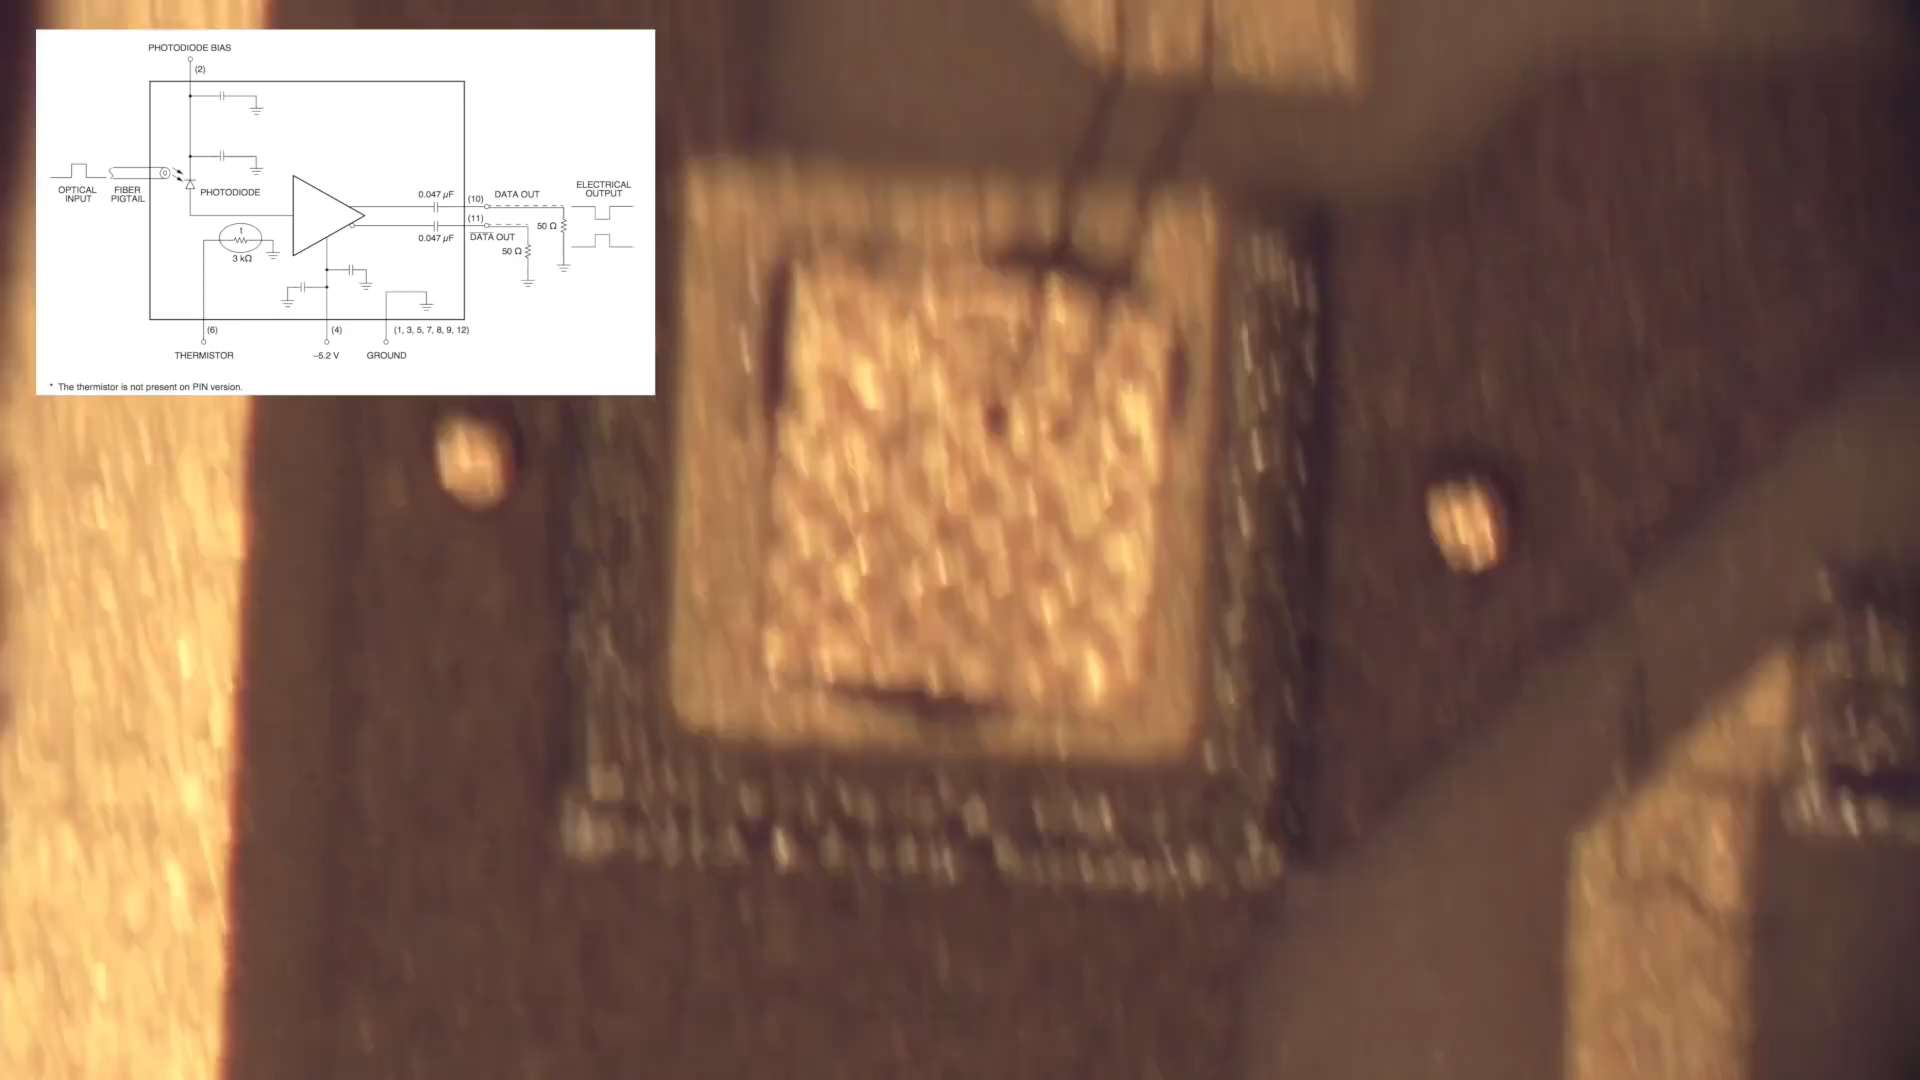 PHOTODIODE BIAS
(2)
OPTICAL
INPUT
FIBER
PIGTAIL
PHOTODIODE
t
3 kΩ
0.047 µF
(10)
DATA OUT
(11)
0.047 µF
DATA OUT
50 Ω
50 Ω
ELECTRICAL
OUTPUT
(6)
(4)
(1, 3, 5, 7, 8, 9, 12)
THERMISTOR
–5.2 V
GROUND
* The thermistor is not present on PIN version.